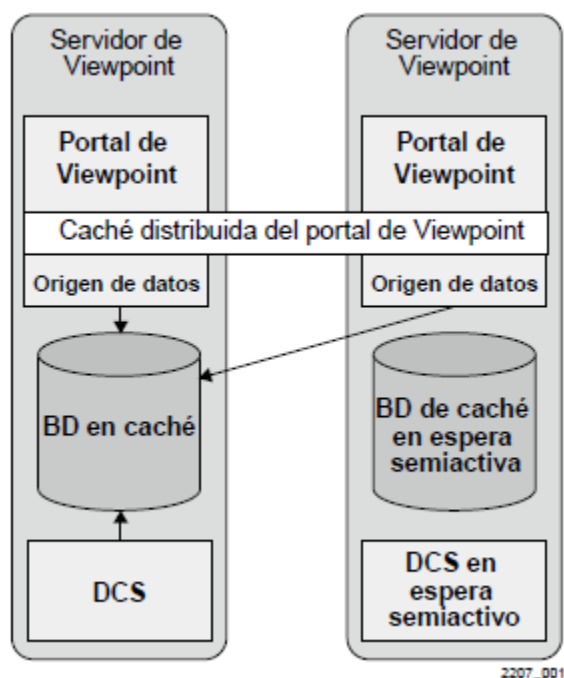 Servidor de
Viewpoint
Portal de
Viewpoint
Servidor de
Viewpoint
Portal de
Viewpoint
Caché distribuida del portal de Viewpoint
Origen de datos
Origen de datos
BD en caché
BD de caché
en espera
semiactiva
DCS
DCS en
espera
semiactivo
2207_001